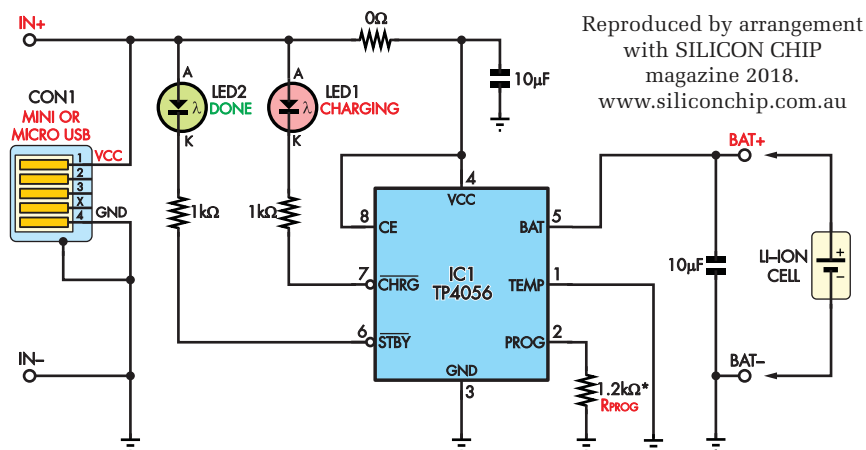 IN+
0Ω
Reproduced by arrangement
with SILICON CHIP
magazine 2018.
www.siliconchip.com.au
CON1
MINI OR
MICRO USB
1
2
3
X
4
VCC
GND
A
λ
K
LED2
DONE
A
λ
K
LED1
CHARGING
10µF
1kΩ
1kΩ
4
VCC
8
CE
BAT
5
7
CHRG
IC1
TP4056
TEMP
1
6
STBY
PROG
2
GND
3
1.2kΩ*
RPROG
10µF
BAT+
LI–ION
CELL
+
–
BAT–
IN–